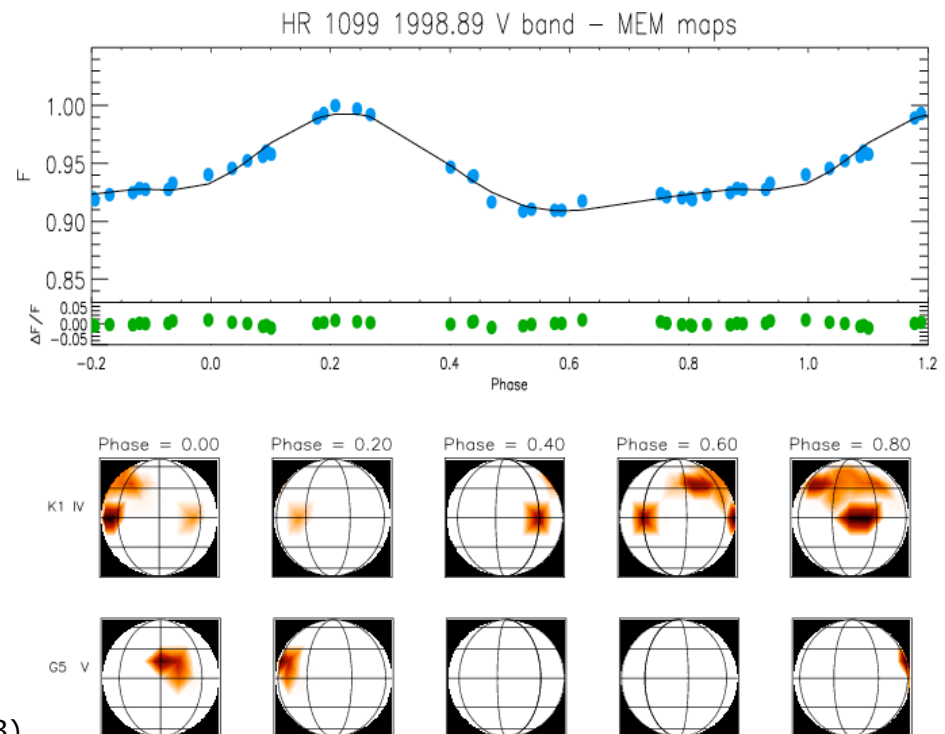 HR 1099 1998.89 V band – MEM maps
1.00
0.95
F
0.90
0.85
0.05
ΔF/F
0.00
−0.05
−0.2 0.0 0.2 0.4 0.6 0.8 1.0 1.2
Phase
Phase = 0.00 Phase = 0.20 Phase = 0.40 Phase = 0.60 Phase = 0.80
K1 IV
G5 V